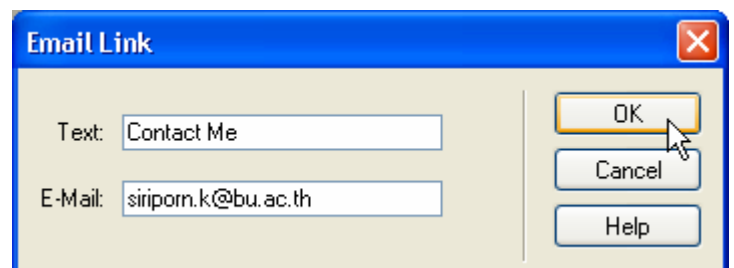 Email Link
Text: Contact Me
E-Mail: siriporn.k@bu.ac.th
OK
Cancel
Help